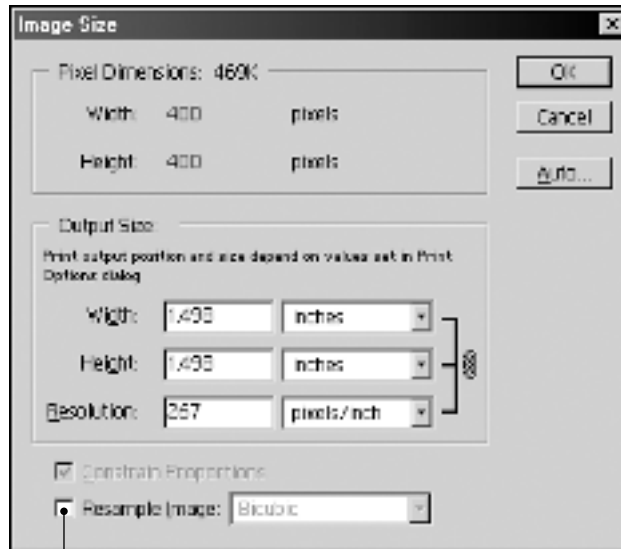 Image Size
Pixel Dimensions: 469K
Width: 400 pixels
Height: 400 pixels
OK
Cancel
Auto...
Output Size:
Print output position and size depend on values set in Print
Options dialog
Width: 1.498 inches
Height: 1.498 inches
Resolution: 267 pixels/inch
Constrain Proportions
Resample Image: Bicubic